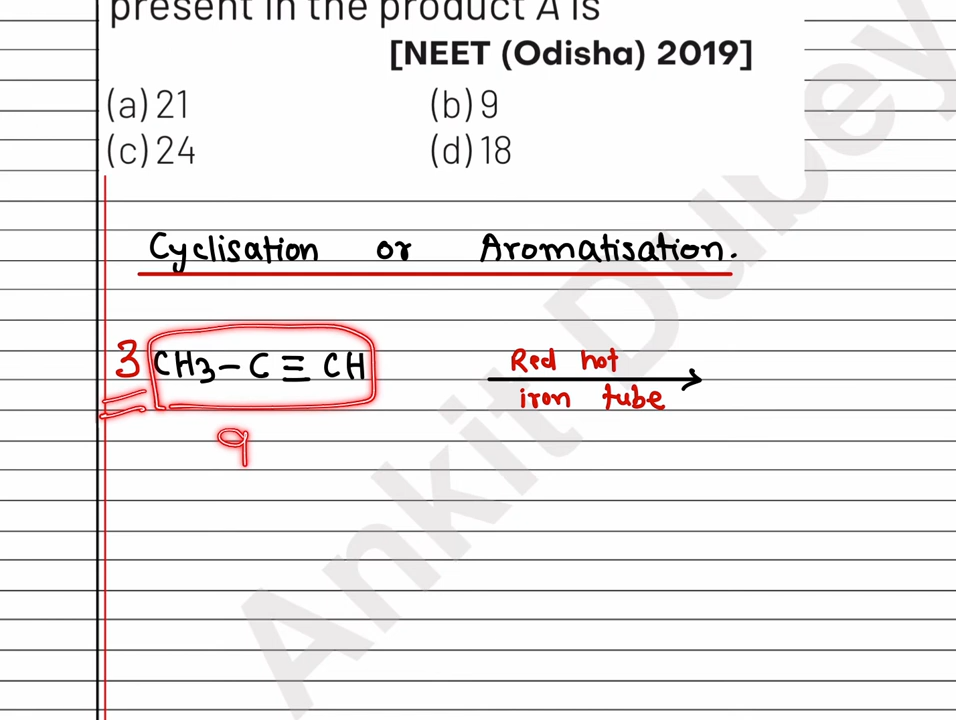 present in the product A is
[NEET (Odisha) 2019]
(a) 21 (b) 9
(c) 24 (d) 18
Cyclisation or Aromatisation.
3 CH3-C≡CH Red hot
iron tube
9
Ankit Dubey